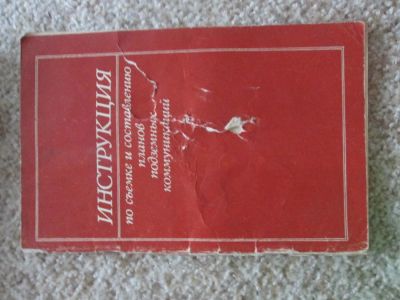 ИНСТРУКЦИЯ
по съемке и составлению
планов
подземных
коммуникаций